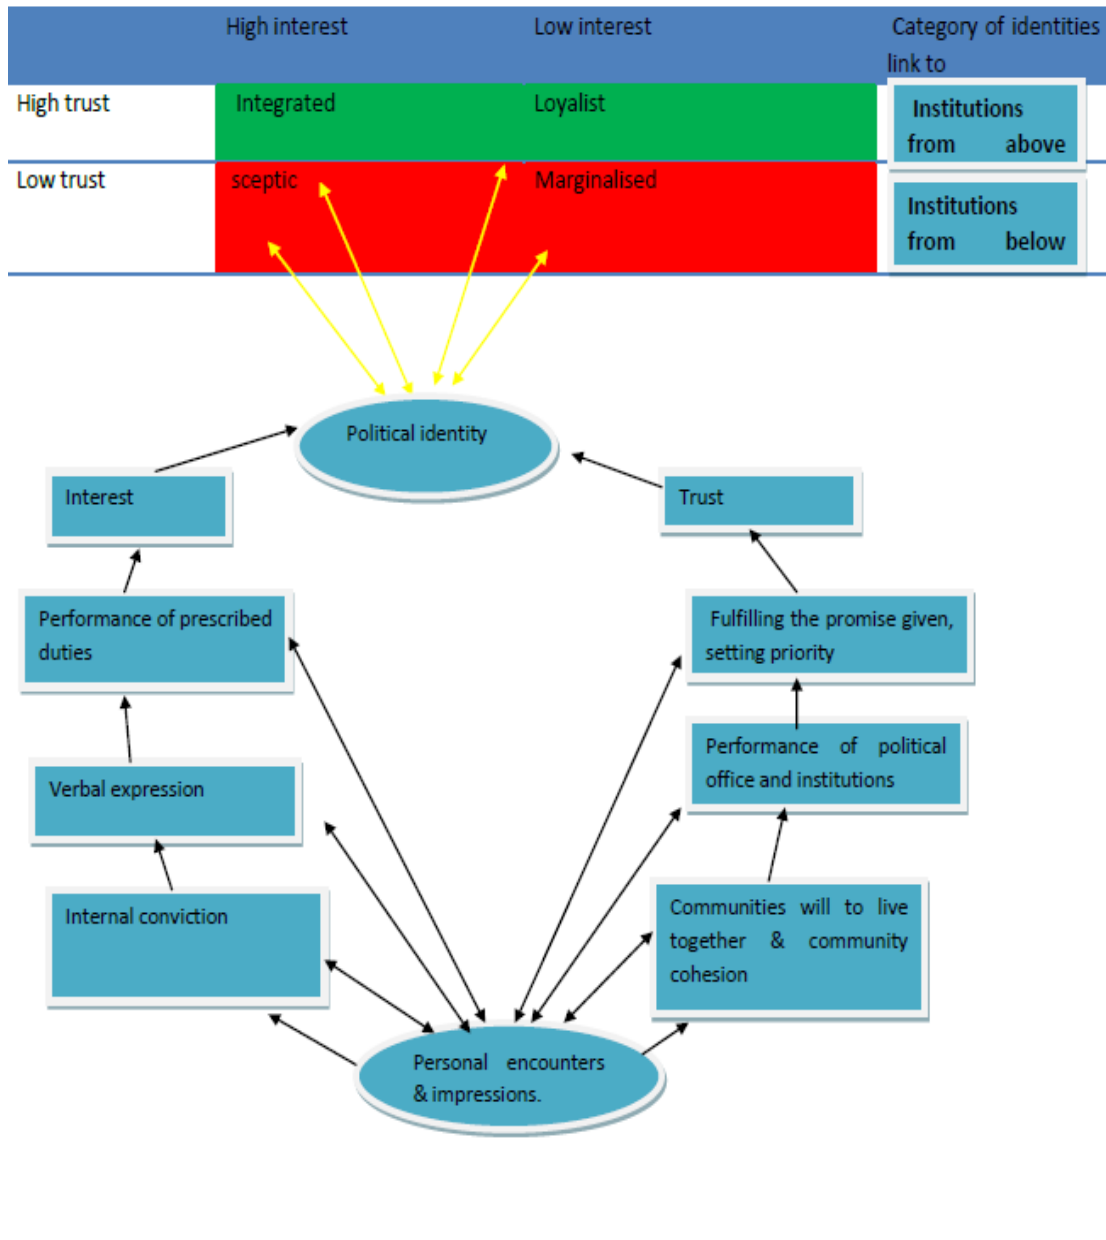 High interest
Low interest
Category of identities
link to
High trust
Integrated
Loyalist
Institutions
from above
Low trust
sceptic
Marginalised
Institutions
from below
Political identity
Interest
Trust
Performance of prescribed
duties
Fulfilling the promise given,
setting priority
Verbal expression
Performance of political
office and institutions
Internal conviction
Communities will to live
together & community
cohesion
Personal encounters
& impressions.